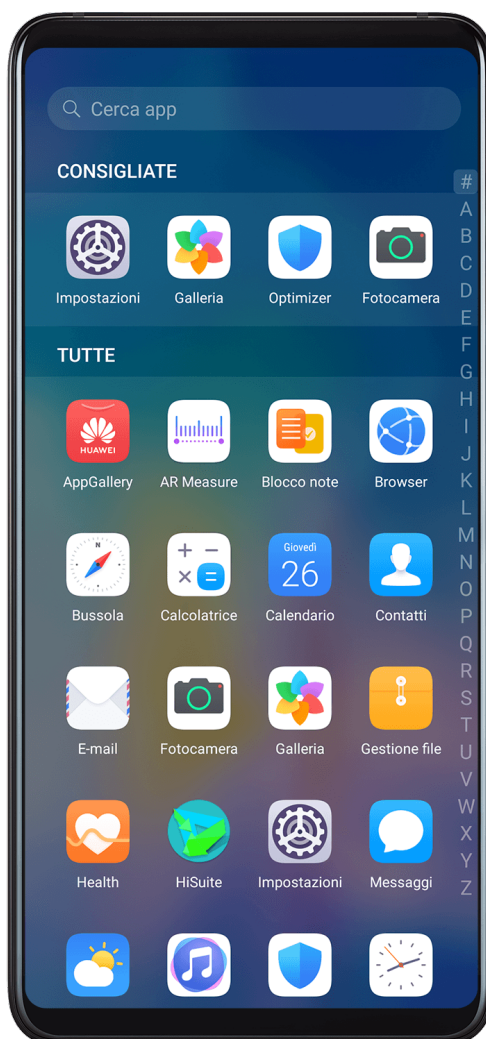 Cerca app
CONSIGLIATE
#
Impostazioni Galleria Optimizer Fotocamera
TUTTE
HUAWEI
AppGallery AR Measure Blocco note Browser
N
Giovedì
26
Bussola Calcolatrice Calendario Contatti
E-mail Fotocamera Galleria Gestione file
Health HiSuite Impostazioni Messaggi
A
B
C
D
E
F
G
H
I
J
K
L
M
N
O
P
Q
R
S
T
U
V
W
X
Y
Z